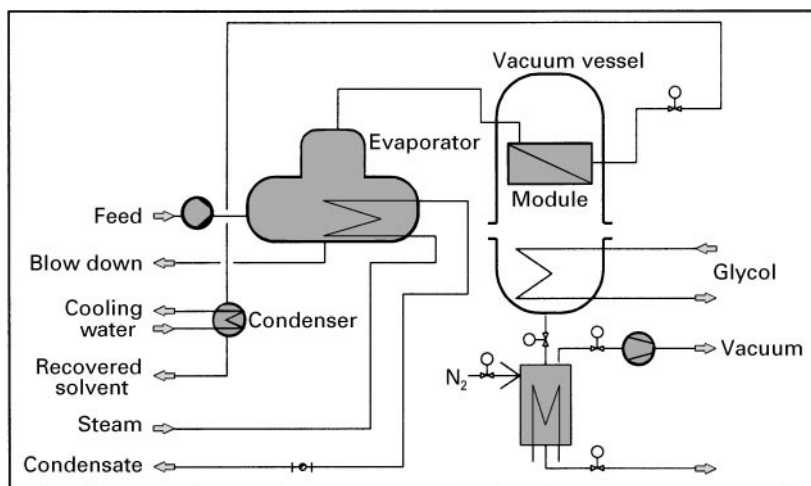 Vacuum vessel
Evaporator
Module
Feed
Blow down
Glycol
Cooling
water
Condenser
Recovered
solvent
Vacuum
N₂
Steam
Condensate